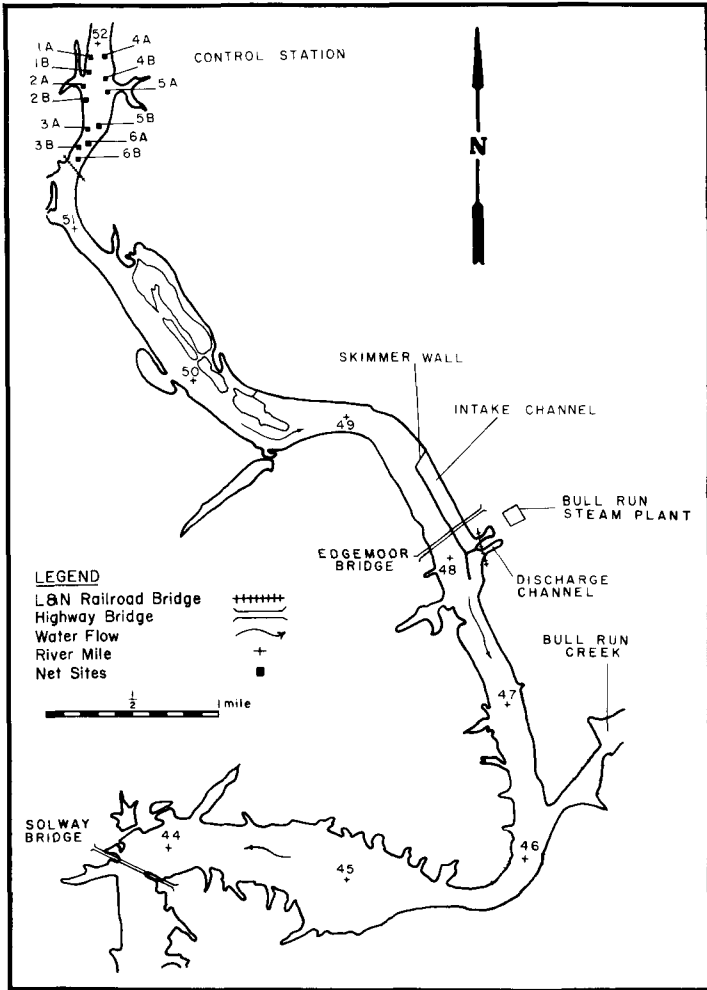 52
1A
4A
CONTROL STATION
1B
4B
2A
5A
2B
3A
5B
6A
3B
6B
N
51
SKIMMER WALL
50
INTAKE CHANNEL
49
BULL RUN
STEAM PLANT
EDGEMOOR
BRIDGE
48
DISCHARGE
CHANNEL
LEGEND
L&N Railroad Bridge
Highway Bridge
Water Flow
River Mile
Net Sites
BULL RUN
CREEK
1/2
1 mile
47
SOLWAY
BRIDGE
44
45
46